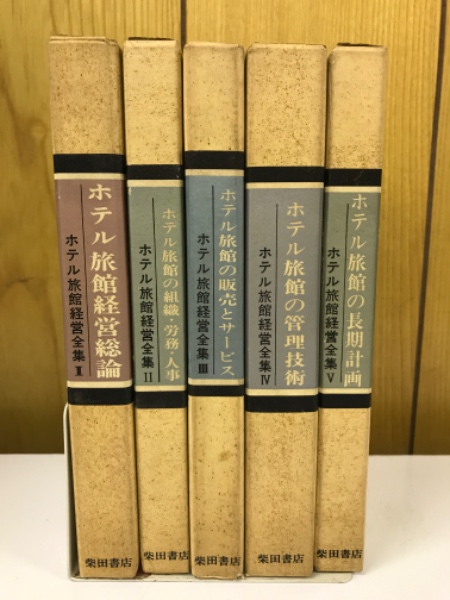 ホテル旅館経営総論
ホテル旅館経営全集 I
柴田書店
ホテル旅館の組織・労務・人事
ホテル旅館経営全集 II
柴田書店
ホテル旅館の販売とサービス
ホテル旅館経営全集 III
柴田書店
ホテル旅館の管理技術
ホテル旅館経営全集 IV
柴田書店
ホテル旅館の長期計画
ホテル旅館経営全集 V
柴田書店